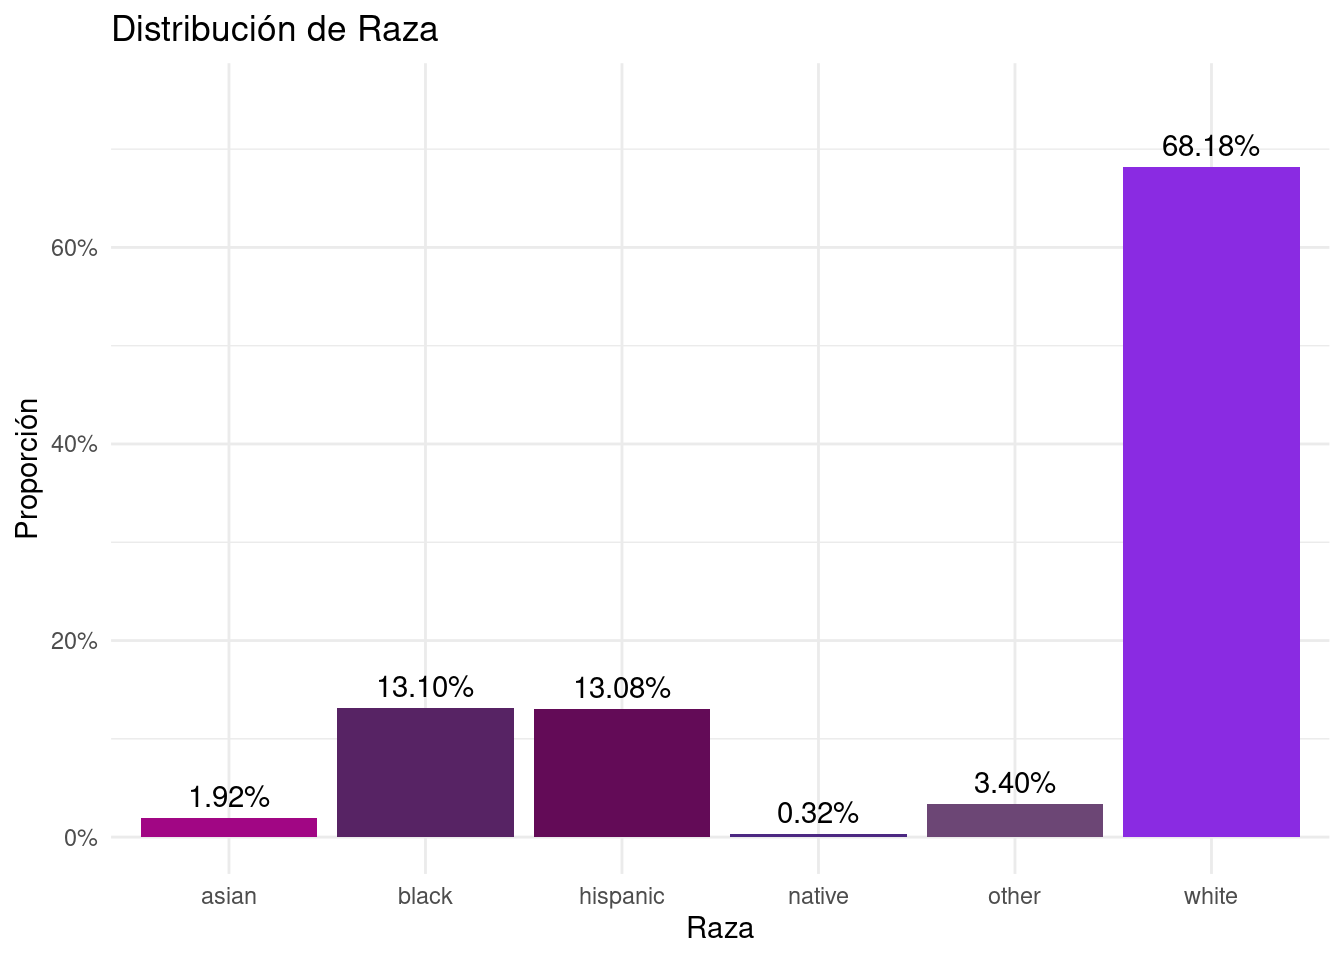 Distribución de Raza
68.18%
60%
40%
Proporción
20%
13.10%
13.08%
1.92%
0.32%
3.40%
0%
asian
black
hispanic
native
other
white
Raza